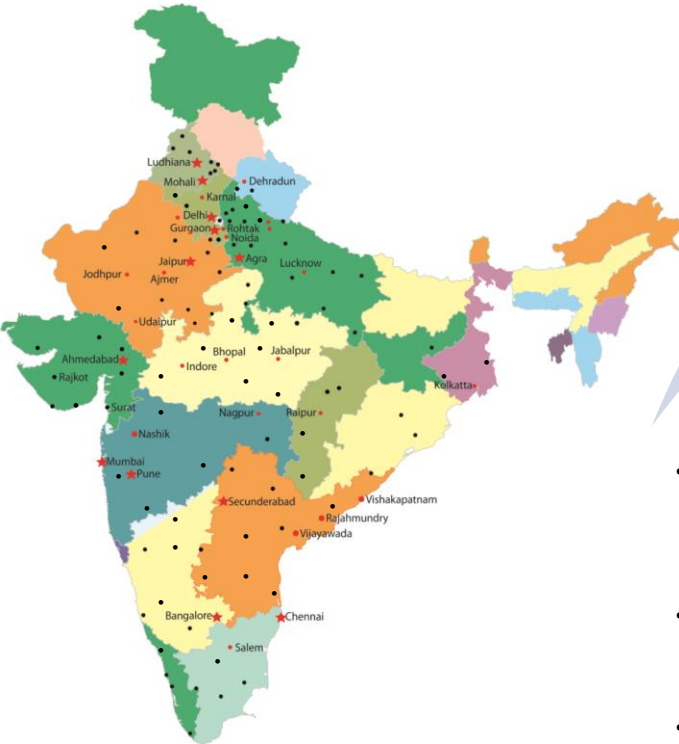 Ludhiana
Mohali
Dehradun
Karnal
Delhi
Gurgaon
Rohtak
Noida
Jaipur
Agra
Lucknow
Jodhpur
Ajmer
Udaipur
Bhopal
Jabalpur
Ahmedabad
Indore
Rajkot
Kolkatta
Surat
Nagpur
Raipur
Nashik
Mumbai
Pune
Secunderabad
Vishakapatnam
Rajahmundry
Vijayawada
Bangalore
Chennai
Salem